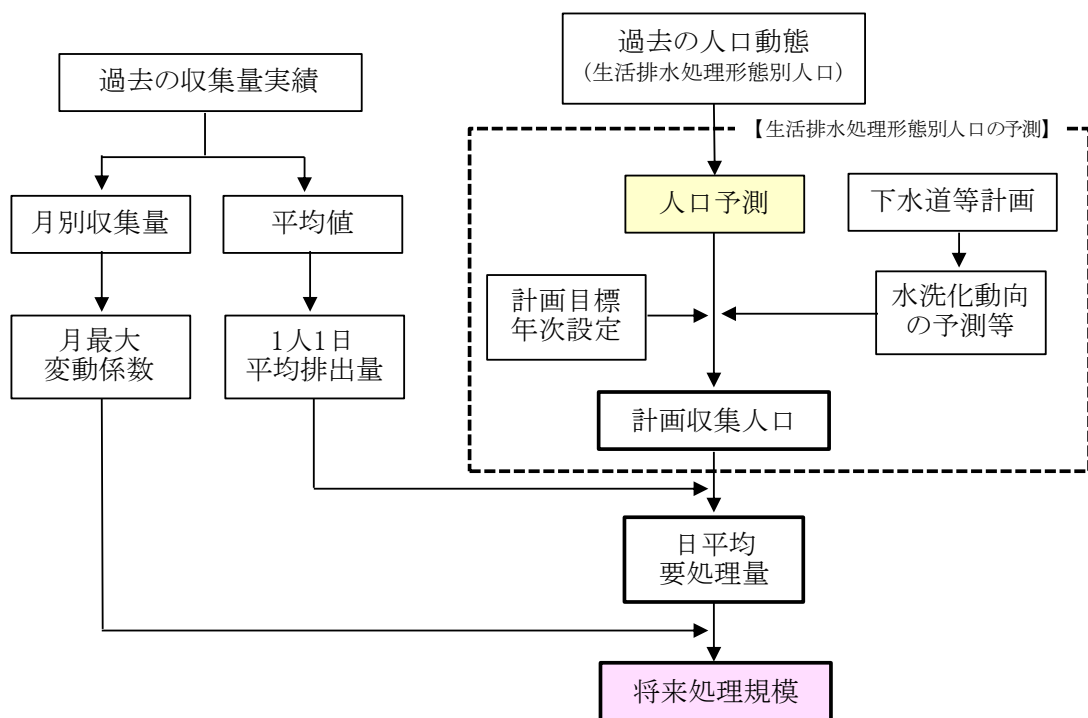 過去の人口動態
（生活排水処理形態別人口）
過去の収集量実績
【生活排水処理形態別人口の予測】
人口予測
下水道等計画
月別収集量
平均値
計画目標
年次設定
水洗化動向
の予測等
月最大
変動係数
1人1日
平均排出量
計画収集人口
日平均
要処理量
将来処理規模